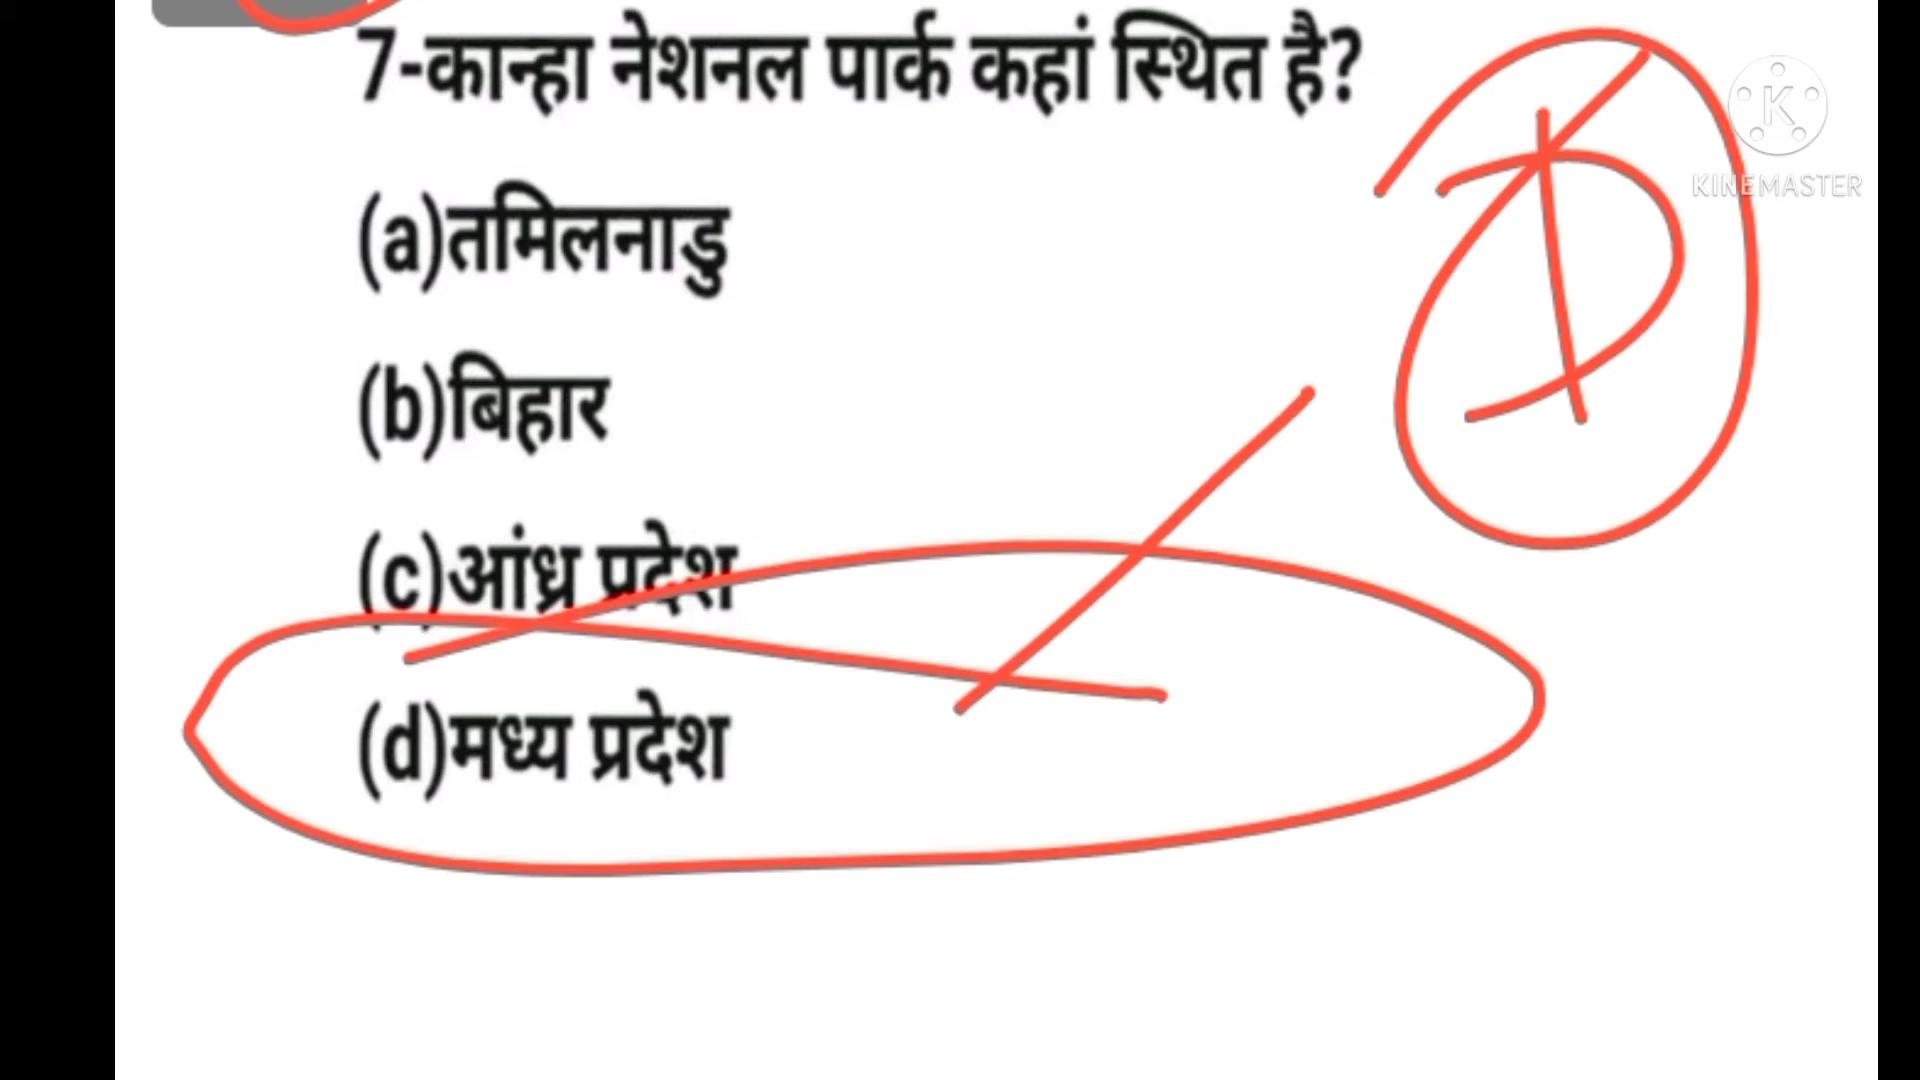 7-कान्हा नेशनल पार्क कहां स्थित है?
K
KINEMASTER
D
(a)तमिलनाडु
(b)बिहार
(c)आंध्र प्रदेश
(d)मध्य प्रदेश